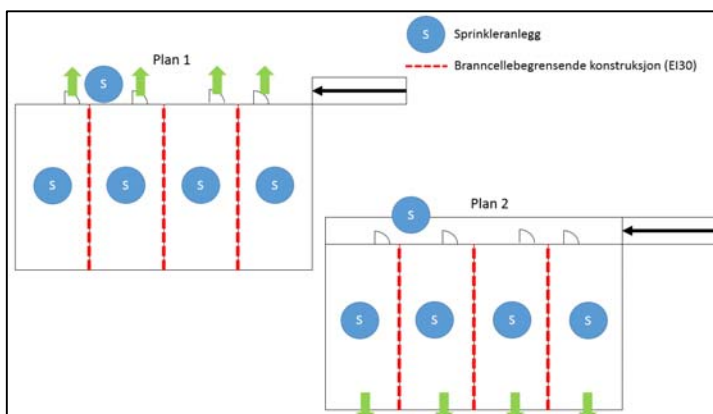 S Sprinkleranlegg
Branncellebegrensende konstruksjon (EI30)
Plan 1
S
S S S S
Plan 2
S
S S S S